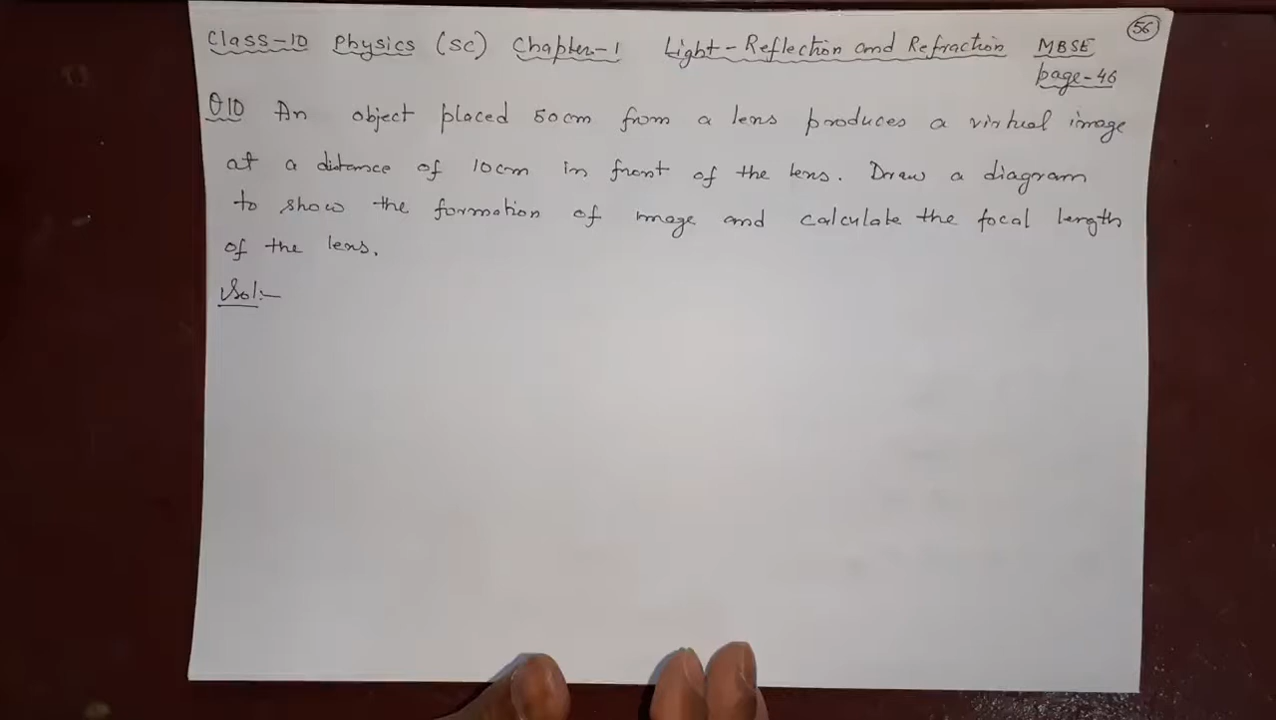 56
Class-10 Physics (SC) Chapter-1 Light-Reflection and Refraction MBSE
page-46
Q10 An object placed 50cm from a lens produces a virtual image
at a distance of 10cm in front of the lens. Draw a diagram
to show the formation of image and calculate the focal length
of the lens.
Sol:-